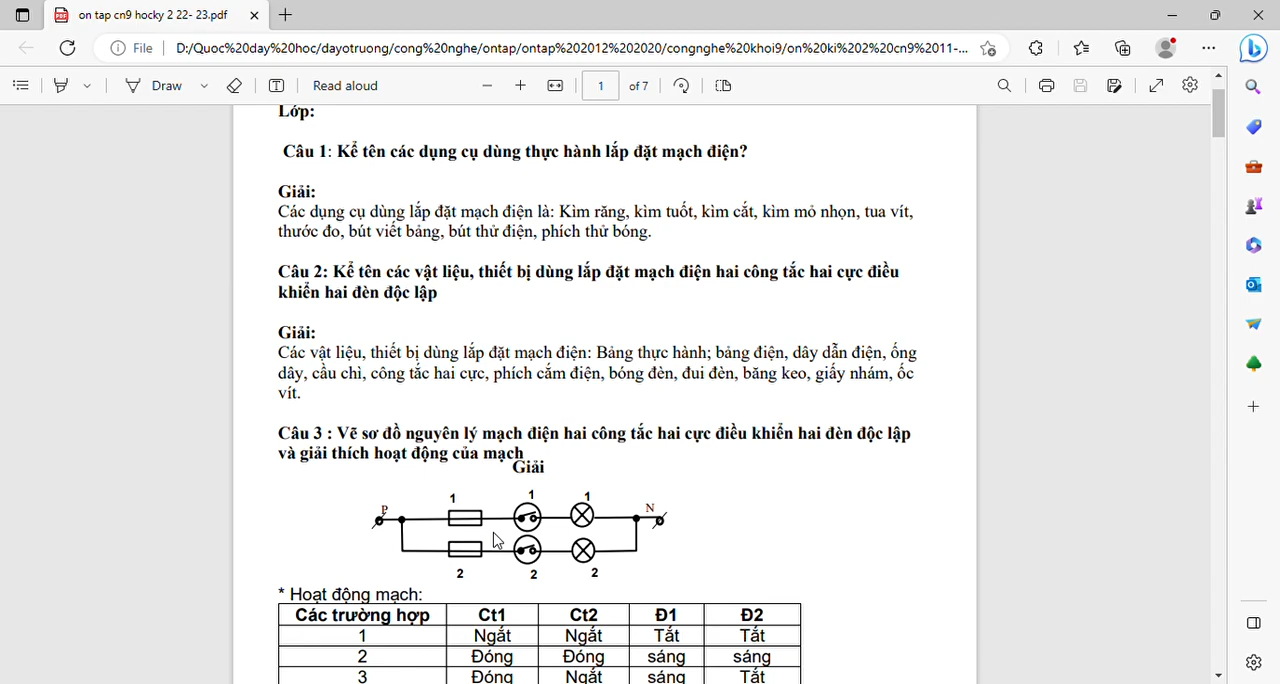 on tap cn9 hocky 2 22- 23.pdf
File
D:/Quoc%20day%20hoc/dayotruong/cong%20nghe/ontap/ontap%202012%202020/congnghe%20khoi9/on%20ki%202%20cn9%2011-...
Draw
Read aloud
1 of 7
Lớp:
Câu 1: Kể tên các dụng cụ dùng thực hành lắp đặt mạch điện?
Giải:
Các dụng cụ dùng lắp đặt mạch điện là: Kìm răng, kìm tuốt, kìm cắt, kìm mỏ nhọn, tua vít,
thước đo, bút viết bảng, bút thử điện, phích thử bóng.
Câu 2: Kể tên các vật liệu, thiết bị dùng lắp đặt mạch điện hai công tắc hai cực điều
khiển hai đèn độc lập
Giải:
Các vật liệu, thiết bị dùng lắp đặt mạch điện: Bảng thực hành; bảng điện, dây dẫn điện, ống
dây, cầu chì, công tắc hai cực, phích cắm điện, bóng đèn, đui đèn, băng keo, giấy nhám, ốc
vít.
Câu 3 : Vẽ sơ đồ nguyên lý mạch điện hai công tắc hai cực điều khiển hai đèn độc lập
và giải thích hoạt động của mạch
Giải
1 1 1
P N
2 2 2
* Hoạt động mạch:
Các trường hợp Ct1 Ct2 Đ1 Đ2
1 Ngắt Ngắt Tắt Tắt
2 Đóng Đóng sáng sáng
3 Đóng Ngắt sáng Tắt